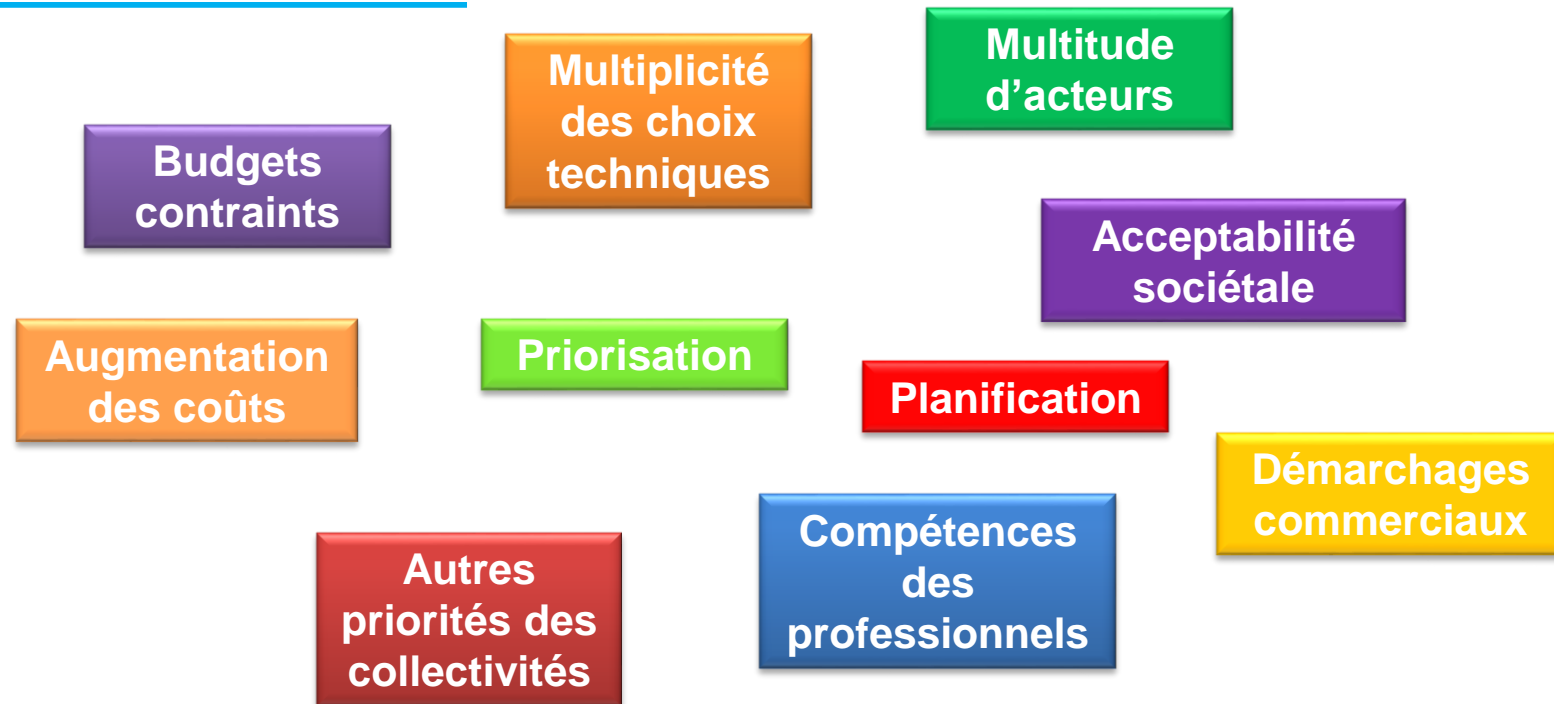 Multitude
d’acteurs
Multiplicité
des choix
techniques
Budgets
contraints
Acceptabilité
sociétale
Augmentation
des coûts
Priorisation
Planification
Démarchages
commerciaux
Compétences
des
professionnels
Autres
priorités des
collectivités